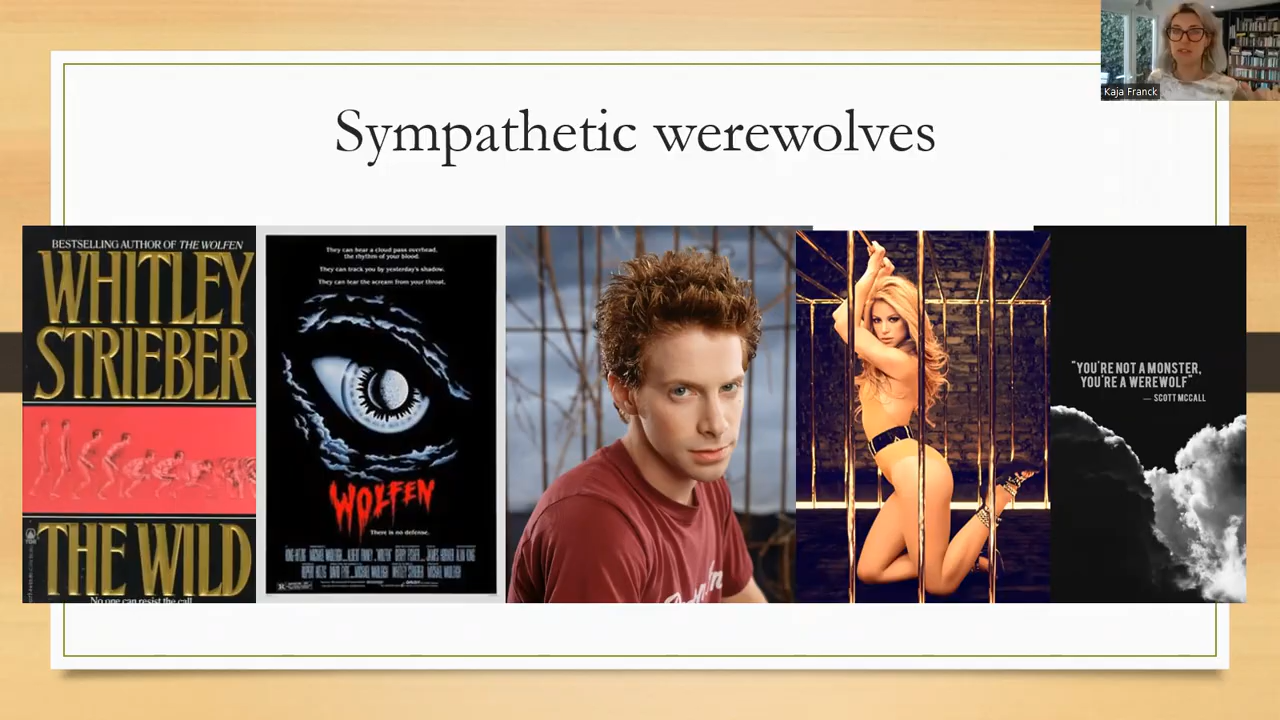 Kaja Franck
Sympathetic werewolves
BESTSELLING AUTHOR OF THE WOLFEN
WHITLEY
STRIEBER
THE WILD
No one can resist the call.
They can hear a cloud pass overhead,
the rhythm of your blood.
They can track you by yesterday's shadow.
They can tear the scream from your throat.
WOLFEN
There is no defense.
"YOU'RE NOT A MONSTER,
YOU'RE A WEREWOLF"
— SCOTT MCCALL